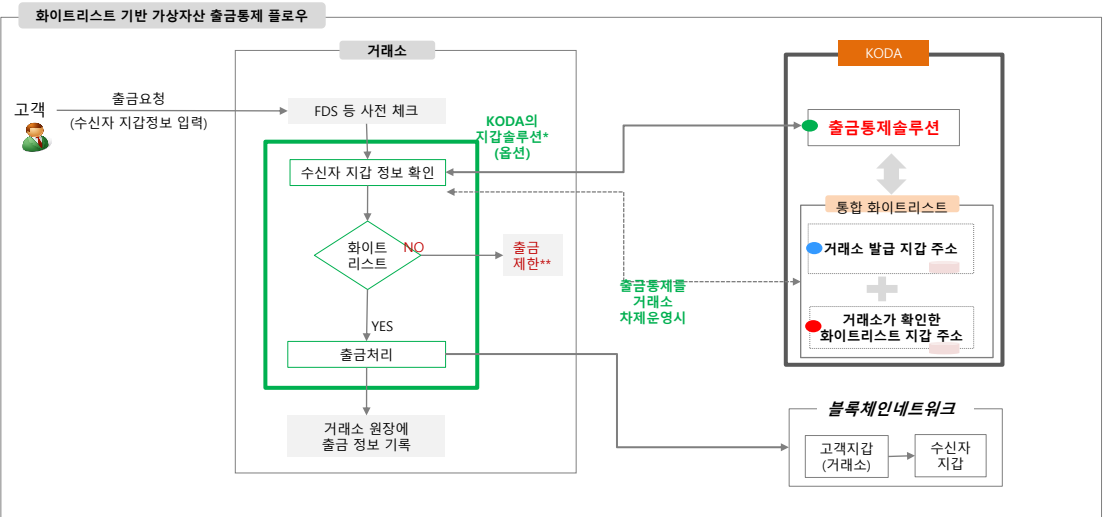 화이트리스트 기반 가상자산 출금통제 플로우
거래소
KODA
고객
출금요청
(수신자 지갑정보 입력)
FDS 등 사전 체크
KODA의
지갑솔루션*
(옵션)
출금통제솔루션
수신자 지갑 정보 확인
통합 화이트리스트
화이트
리스트
NO
출금
제한**
거래소 발급 지갑 주소
출금통제를
거래소
차제운영시
거래소가 확인한
화이트리스트 지갑 주소
YES
출금처리
거래소 원장에
출금 정보 기록
블록체인네트워크
고객지갑
(거래소)
수신자
지갑